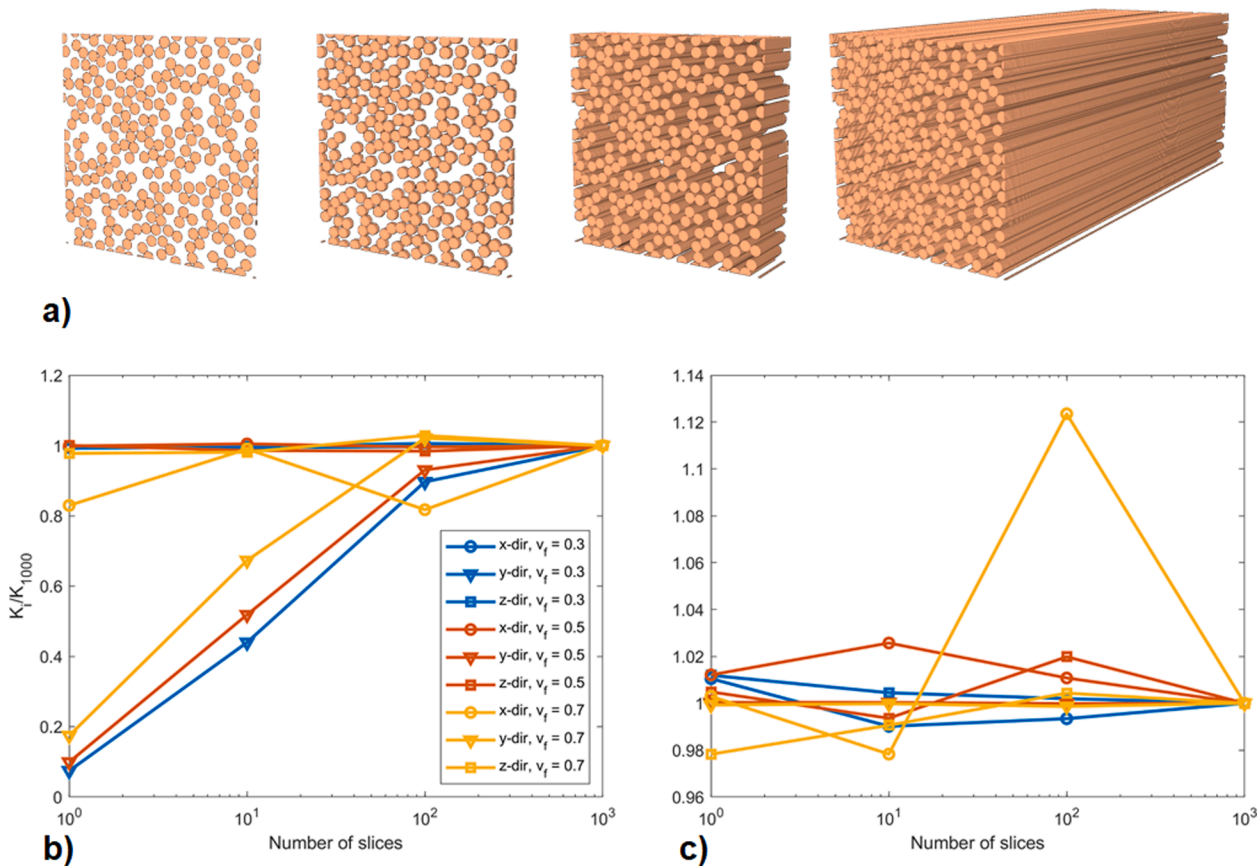 a)
1.2
1
0.8
0.6
0.4
0.2
0
K_i/K_1000
10^0
10^1
10^2
10^3
Number of slices
x-dir, v_f = 0.3
y-dir, v_f = 0.3
z-dir, v_f = 0.3
x-dir, v_f = 0.5
y-dir, v_f = 0.5
z-dir, v_f = 0.5
x-dir, v_f = 0.7
y-dir, v_f = 0.7
z-dir, v_f = 0.7
b)
1.14
1.12
1.1
1.08
1.06
1.04
1.02
1
0.98
0.96
10^0
10^1
10^2
10^3
Number of slices
c)